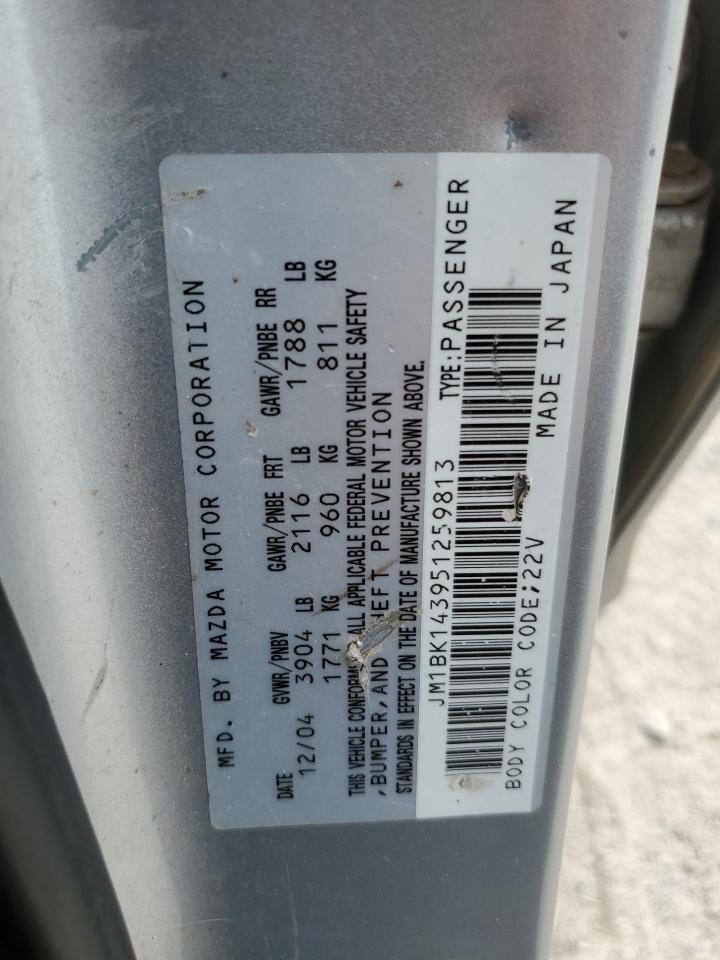 MFD. BY MAZDA MOTOR CORPORATION
DATE GVWR/PNBV GAWR/PNBE FRT GAWR/PNBE RR
12/04 3904 LB 2116 LB 1788 LB
1771 KG 960 KG 811 KG
THIS VEHICLE CONFORMS ALL APPLICABLE FEDERAL MOTOR VEHICLE SAFETY
,BUMPER,AND THEFT PREVENTION
STANDARDS IN EFFECT ON THE DATE OF MANUFACTURE SHOWN ABOVE.
JM1BK143951259813 TYPE:PASSENGER
BODY COLOR CODE;22V MADE IN JAPAN